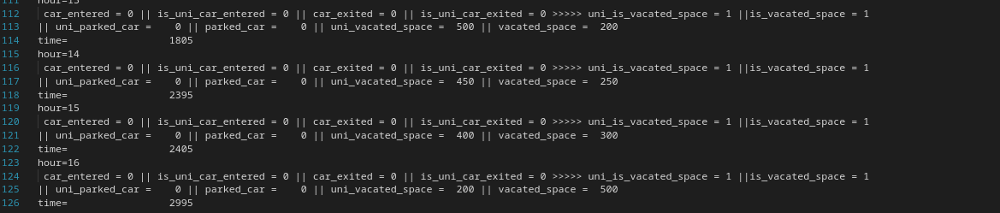 111 hour=13
112 car_entered = 0 || is_uni_car_entered = 0 || car_exited = 0 || is_uni_car_exited = 0 >>>>> uni_is_vacated_space = 1 ||is_vacated_space = 1
113 || uni_parked_car =    0 || parked_car =    0 || uni_vacated_space =  500 || vacated_space =  200
114 time=                 1805
115 hour=14
116 car_entered = 0 || is_uni_car_entered = 0 || car_exited = 0 || is_uni_car_exited = 0 >>>>> uni_is_vacated_space = 1 ||is_vacated_space = 1
117 || uni_parked_car =    0 || parked_car =    0 || uni_vacated_space =  450 || vacated_space =  250
118 time=                 2395
119 hour=15
120 car_entered = 0 || is_uni_car_entered = 0 || car_exited = 0 || is_uni_car_exited = 0 >>>>> uni_is_vacated_space = 1 ||is_vacated_space = 1
121 || uni_parked_car =    0 || parked_car =    0 || uni_vacated_space =  400 || vacated_space =  300
122 time=                 2405
123 hour=16
124 car_entered = 0 || is_uni_car_entered = 0 || car_exited = 0 || is_uni_car_exited = 0 >>>>> uni_is_vacated_space = 1 ||is_vacated_space = 1
125 || uni_parked_car =    0 || parked_car =    0 || uni_vacated_space =  200 || vacated_space =  500
126 time=                 2995